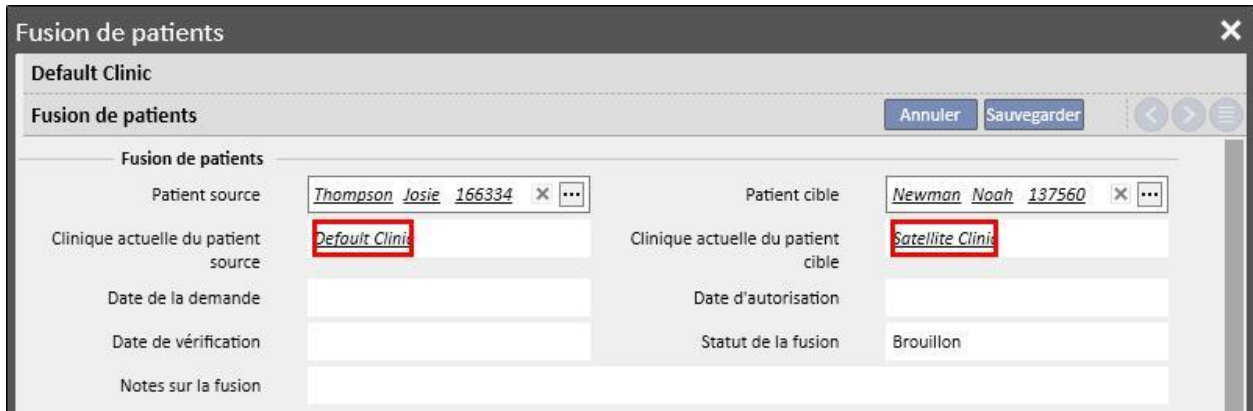 Fusion de patients
Default Clinic
Fusion de patients Annuler Sauvegarder
Fusion de patients
Patient source Thompson Josie 166334 Patient cible Newman Noah 137560
Clinique actuelle du patient source Default Clinic Clinique actuelle du patient cible Satellite Clinic
Date de la demande Date d'autorisation
Date de vérification Statut de la fusion Brouillon
Notes sur la fusion